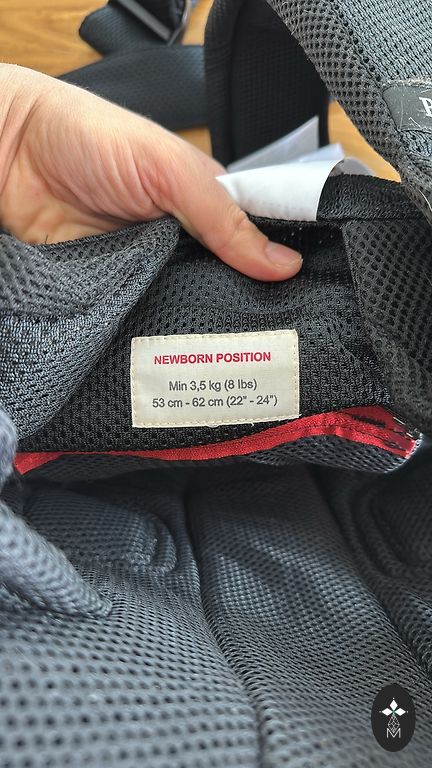 NEWBORN POSITION
Min 3,5 kg (8 lbs)
53 cm - 62 cm (22" - 24")